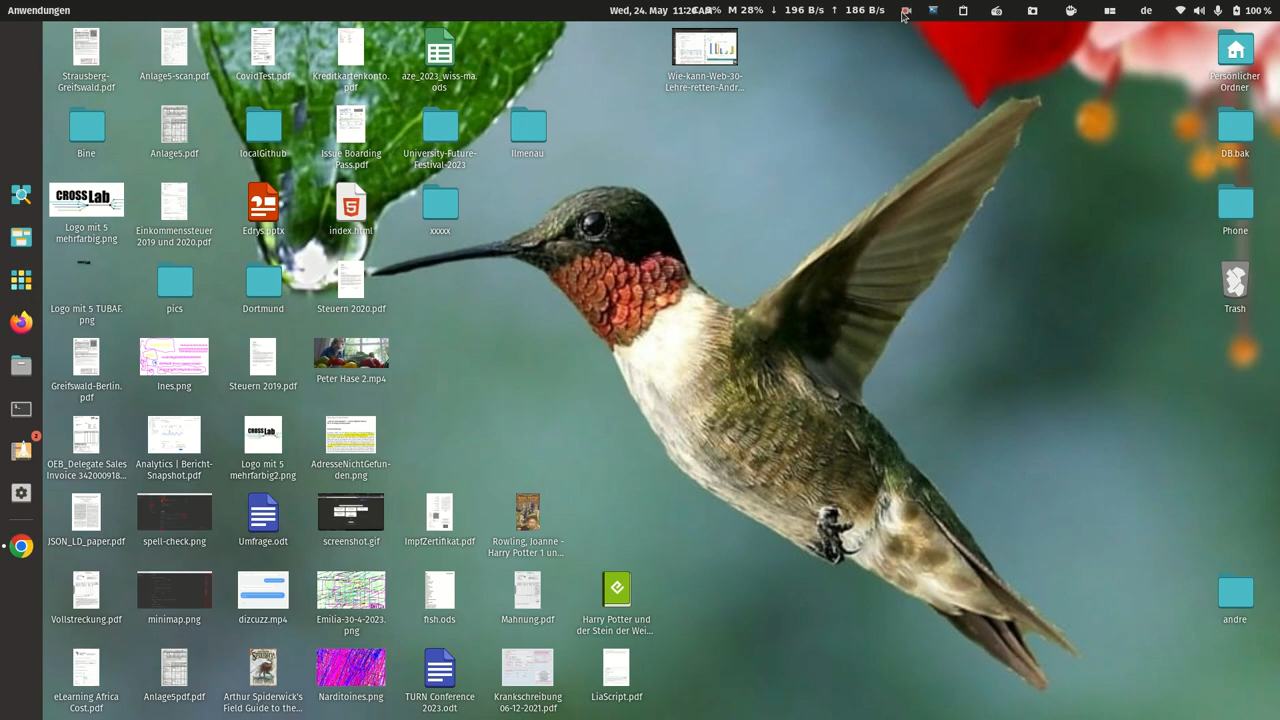 Anwendungen
Wed, 24. May
M 28% ↓ 196 B/s ↑ 186 B/s
de
100 %
Strausberg-
Greifswald.pdf
Anlage5-scan.pdf
CovidTest.pdf
Kreditkartenkonto.
pdf
aze_2023_wiss-ma.
ods
Wie-kann-Web-30-
Lehre-retten-Andr...
Persönlicher
Ordner
Bine
Anlage5.pdf
localGithub
Issue Boarding
Pass.pdf
University-Future-
Festival-2023
Ilmenau
DB.bak
CROSSLab
Logo mit 5
mehrfarbig.png
Einkommenssteuer
2019 und 2020.pdf
Edrys.pptx
index.html
xxxxx
Phone
Logo mit 5 TUBAF.
png
pics
Dortmund
Steuern 2020.pdf
Trash
Greifswald-Berlin.
pdf
Ines.png
Steuern 2019.pdf
Peter Hase 2.mp4
OEB_Delegate Sales
Invoice 342000918...
Analytics | Bericht-
Snapshot.pdf
CROSSLab
Logo mit 5
mehrfarbig2.png
AdresseNichtGefun-
den.png
JSON_LD_paper.pdf
spell-check.png
Umfrage.odt
screenshot.gif
ImpfZertifikat.pdf
Rowling, Joanne -
Harry Potter 1 un...
Vollstreckung.pdf
minimap.png
dizcuzz.mp4
Emilia-30-4-2023.
png
fish.ods
Mahnung.pdf
Harry Potter und
der Stein der Wei...
andre
eLearning Africa
Cost.pdf
Anlage5pdf.pdf
Arthur Spiderwick's
Field Guide to the...
Narditoines.png
TURN Conference
2023.odt
Krankschreibung
06-12-2021.pdf
LiaScript.pdf